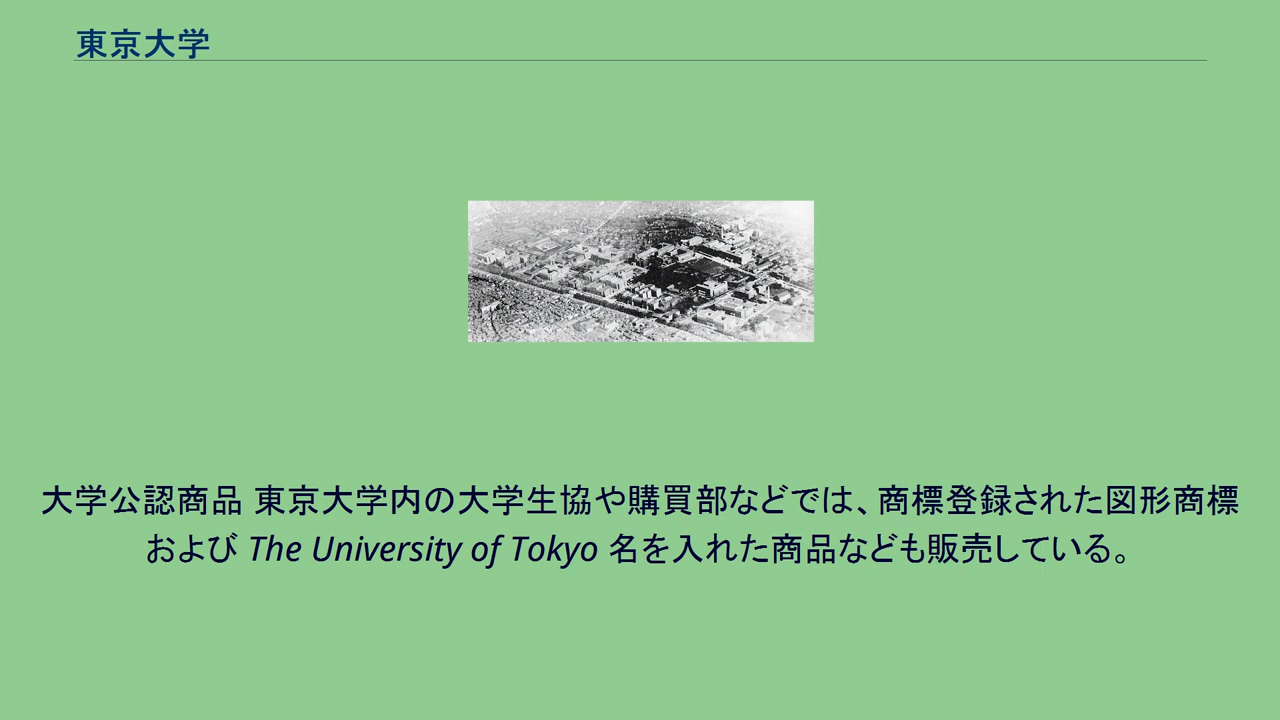 東京大学
大学公認商品 東京大学内の大学生協や購買部などでは、商標登録された図形商標
および The University of Tokyo 名を入れた商品なども販売している。